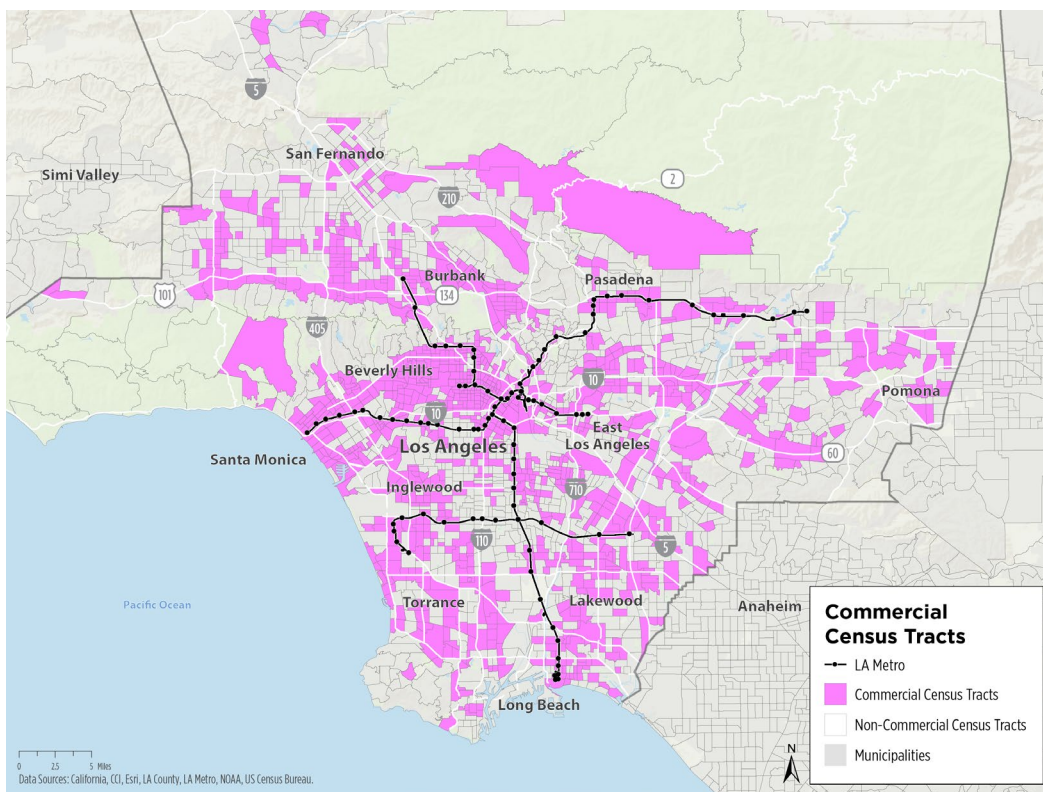 5
San Fernando
Simi Valley
2
210
Burbank
Pasadena
101
134
405
Beverly Hills
10
Pomona
10
East
Los Angeles
Los Angeles
60
Santa Monica
Inglewood
710
110
5
Pacific Ocean
Torrance
Lakewood
Anaheim
Long Beach
Commercial
Census Tracts
LA Metro
Commercial Census Tracts
Non-Commercial Census Tracts
Municipalities
N
0 2.5 5 Miles
Data Sources: California, CCI, Esri, LA County, LA Metro, NOAA, US Census Bureau.